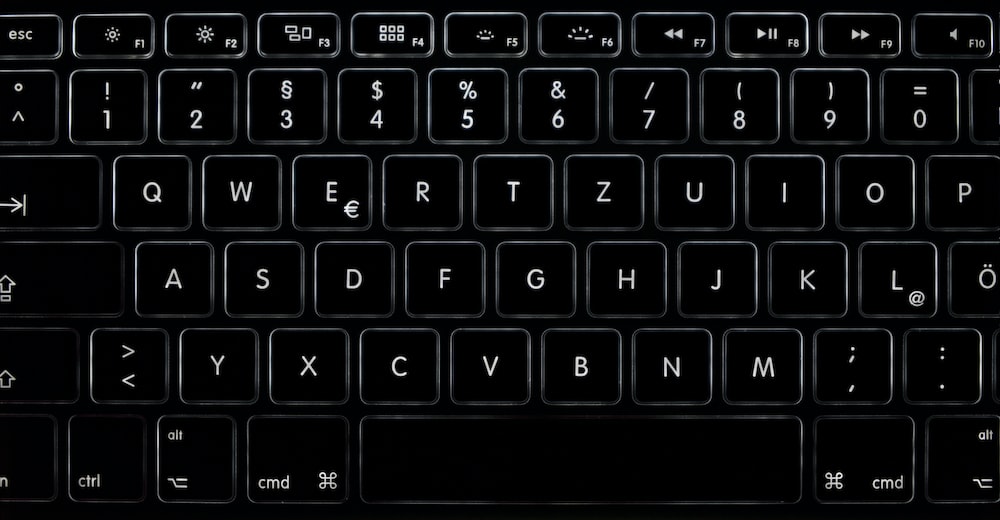 esc F1 F2 F3 F4 F5 F6 F7 F8 F9 F10
° ! “ § $ % & / ( ) =
^ 1 2 3 4 5 6 7 8 9 0
Q W E € R T Z U I O P
A S D F G H J K L @ Ö
> ; :
< Y X C V B N M , .
alt alt
n ctrl ⌥ cmd ⌘ ⌘ cmd ⌥